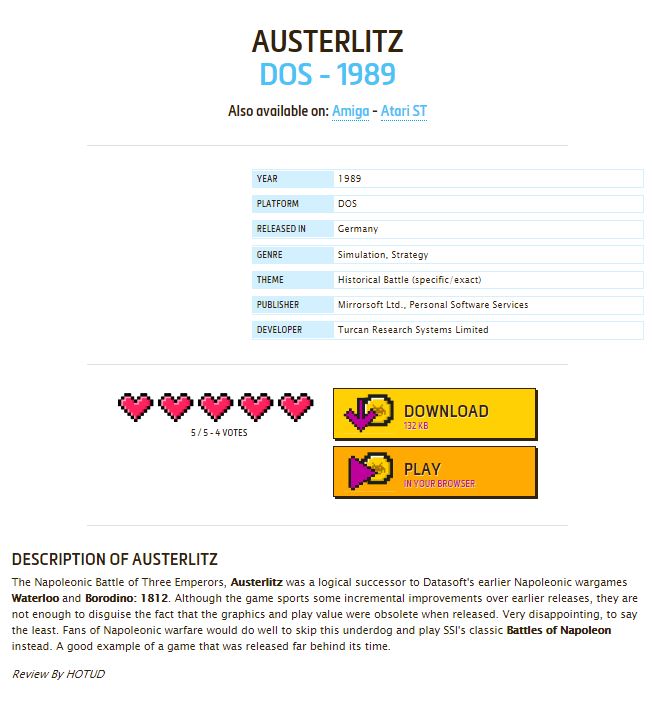 AUSTERLITZ
DOS - 1989
Also available on: Amiga - Atari ST
YEAR 1989
PLATFORM DOS
RELEASED IN Germany
GENRE Simulation, Strategy
THEME Historical Battle (specific/exact)
PUBLISHER Mirrorsoft Ltd., Personal Software Services
DEVELOPER Turcan Research Systems Limited
5 / 5 - 4 VOTES
DOWNLOAD
132 KB
PLAY
IN YOUR BROWSER
DESCRIPTION OF AUSTERLITZ
The Napoleonic Battle of Three Emperors, Austerlitz was a logical successor to Datasoft's earlier Napoleonic wargames
Waterloo and Borodino: 1812. Although the game sports some incremental improvements over earlier releases, they are
not enough to disguise the fact that the graphics and play value were obsolete when released. Very disappointing, to say
the least. Fans of Napoleonic warfare would do well to skip this underdog and play SSI's classic Battles of Napoleon
instead. A good example of a game that was released far behind its time.
Review By HOTUD